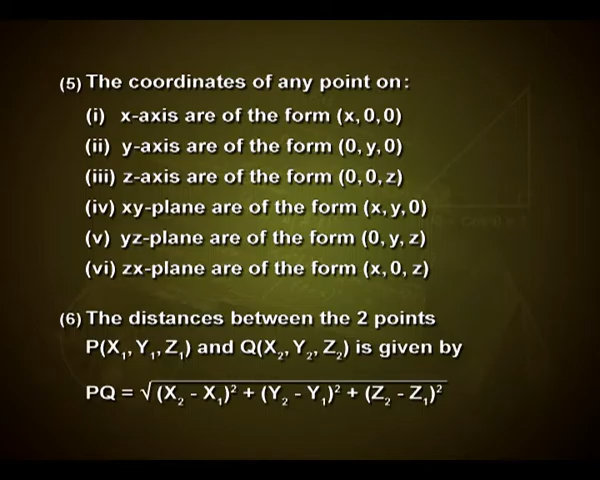 (5) The coordinates of any point on:
(i) x-axis are of the form (x, 0, 0)
(ii) y-axis are of the form (0, y, 0)
(iii) z-axis are of the form (0, 0, z)
(iv) xy-plane are of the form (x, y, 0)
(v) yz-plane are of the form (0, y, z)
(vi) zx-plane are of the form (x, 0, z)
(6) The distances between the 2 points
P(X₁, Y₁, Z₁) and Q(X₂, Y₂, Z₂) is given by
PQ = √(X₂ - X₁)² + (Y₂ - Y₁)² + (Z₂ - Z₁)²